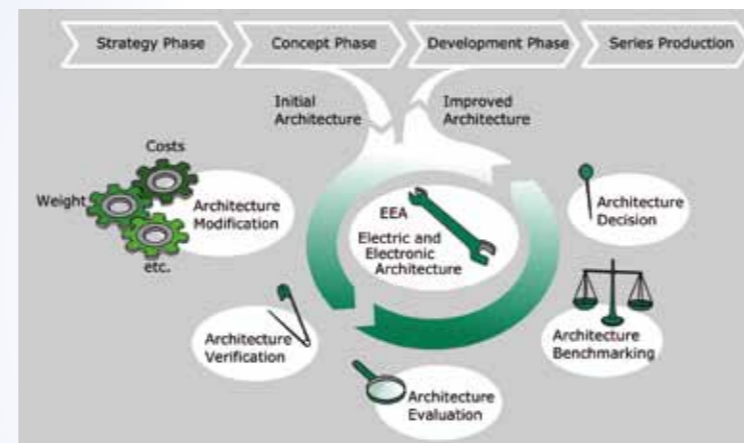 Strategy Phase
Concept Phase
Development Phase
Series Production
Initial
Architecture
Improved
Architecture
Costs
Weight
etc.
Architecture
Modification
EEA
Electric and
Electronic
Architecture
Architecture
Decision
Architecture
Verification
Architecture
Benchmarking
Architecture
Evaluation